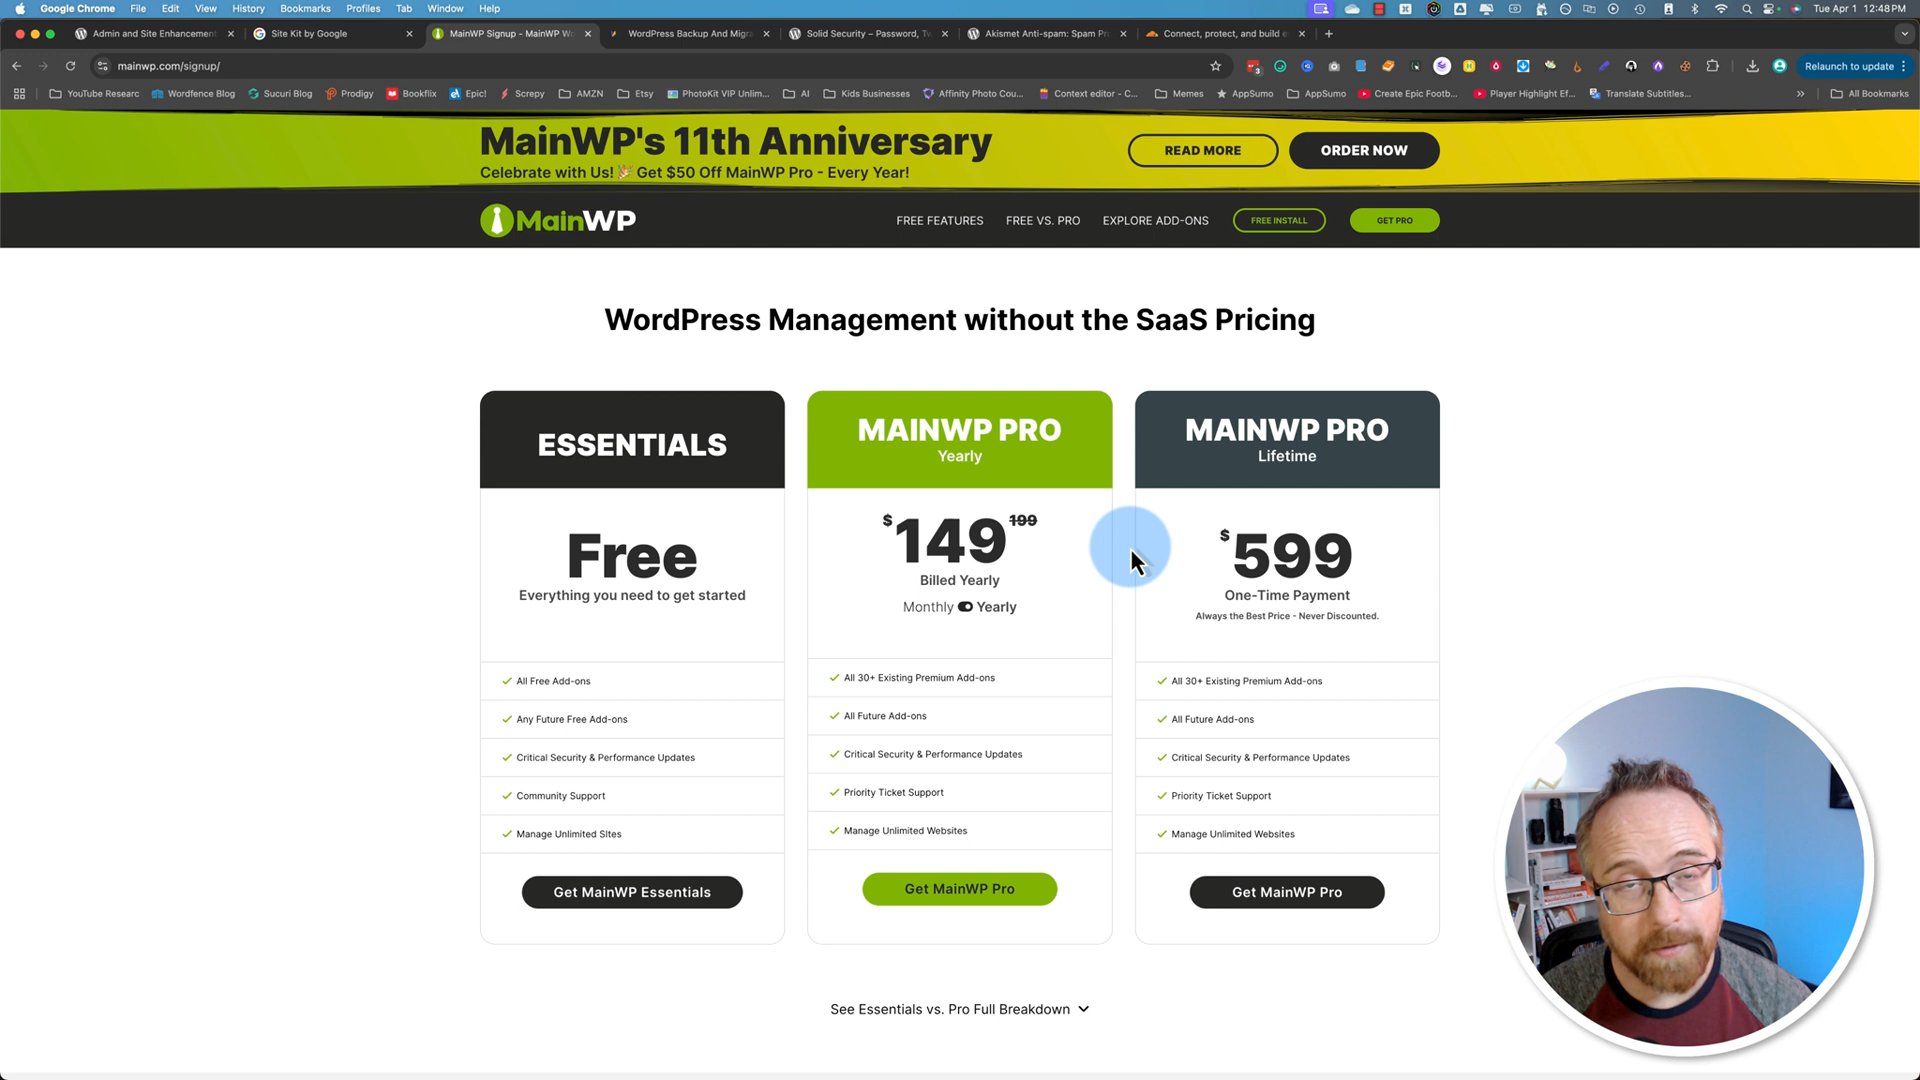 Google Chrome File Edit View History Bookmarks Profiles Tab Window Help Tue Apr 1 12:48 PM
Admin and Site Enhancement Site Kit by Google MainWP Signup - MainWP Wo WordPress Backup And Migra Solid Security – Password, Tw Akismet Anti-spam: Spam Pr Connect, protect, and build e
mainwp.com/signup/ Relaunch to update
YouTube Researc Wordfence Blog Sucuri Blog Prodigy Bookflix Epic! Screpy AMZN Etsy PhotoKit VIP Unlim... AI Kids Businesses Affinity Photo Cou... Context editor - C... Memes AppSumo AppSumo Create Epic Footb... Player Highlight Ef... Translate Subtitles... All Bookmarks
MainWP's 11th Anniversary
Celebrate with Us! Get $50 Off MainWP Pro - Every Year!
READ MORE
ORDER NOW
MainWP
FREE FEATURES FREE VS. PRO EXPLORE ADD-ONS FREE INSTALL GET PRO
WordPress Management without the SaaS Pricing
ESSENTIALS
Free
Everything you need to get started
All Free Add-ons
Any Future Free Add-ons
Critical Security & Performance Updates
Community Support
Manage Unlimited SItes
Get MainWP Essentials
MAINWP PRO
Yearly
$149 199
Billed Yearly
Monthly Yearly
All 30+ Existing Premium Add-ons
All Future Add-ons
Critical Security & Performance Updates
Priority Ticket Support
Manage Unlimited Websites
Get MainWP Pro
MAINWP PRO
Lifetime
$599
One-Time Payment
Always the Best Price - Never Discounted.
All 30+ Existing Premium Add-ons
All Future Add-ons
Critical Security & Performance Updates
Priority Ticket Support
Manage Unlimited Websites
Get MainWP Pro
See Essentials vs. Pro Full Breakdown